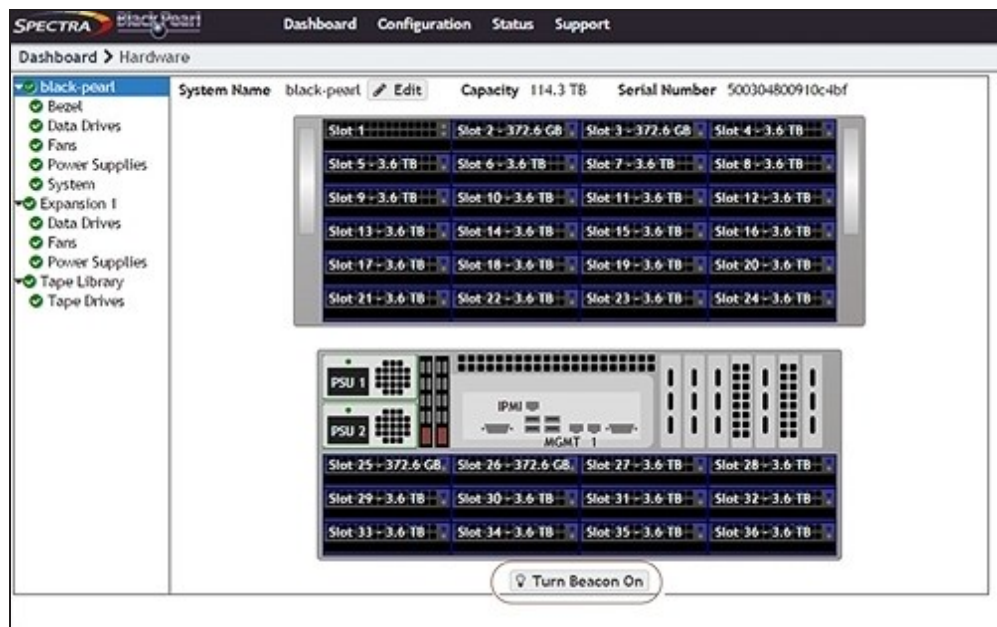 SPECTRA BlackPearl Dashboard Configuration Status Support
Dashboard > Hardware
black-pearl
Bezel
Data Drives
Fans
Power Supplies
System
Expansion 1
Data Drives
Fans
Power Supplies
Tape Library
Tape Drives
System Name black-pearl Edit Capacity 114.3 TB Serial Number 500304800910c4bf
Slot 1 Slot 2 - 372.6 GB Slot 3 - 372.6 GB Slot 4 - 3.6 TB
Slot 5 - 3.6 TB Slot 6 - 3.6 TB Slot 7 - 3.6 TB Slot 8 - 3.6 TB
Slot 9 - 3.6 TB Slot 10 - 3.6 TB Slot 11 - 3.6 TB Slot 12 - 3.6 TB
Slot 13 - 3.6 TB Slot 14 - 3.6 TB Slot 15 - 3.6 TB Slot 16 - 3.6 TB
Slot 17 - 3.6 TB Slot 18 - 3.6 TB Slot 19 - 3.6 TB Slot 20 - 3.6 TB
Slot 21 - 3.6 TB Slot 22 - 3.6 TB Slot 23 - 3.6 TB Slot 24 - 3.6 TB
PSU 1
IPMI
PSU 2
MGMT 1
Slot 25 - 372.6 GB Slot 26 - 372.6 GB Slot 27 - 3.6 TB Slot 28 - 3.6 TB
Slot 29 - 3.6 TB Slot 30 - 3.6 TB Slot 31 - 3.6 TB Slot 32 - 3.6 TB
Slot 33 - 3.6 TB Slot 34 - 3.6 TB Slot 35 - 3.6 TB Slot 36 - 3.6 TB
Turn Beacon On